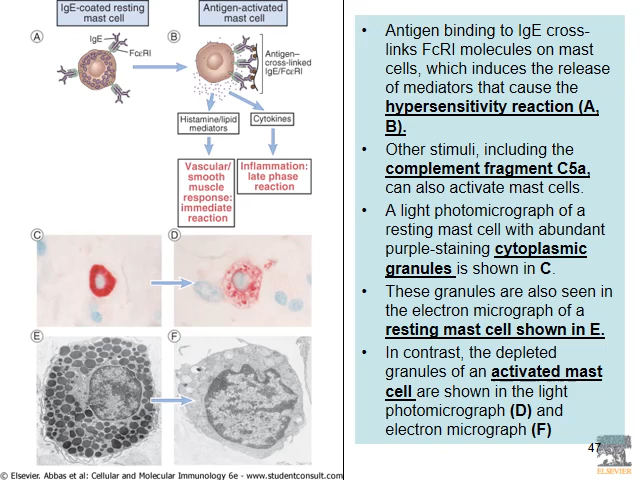 IgE-coated resting
mast cell
Antigen-activated
mast cell
A
IgE
FcεRI
B
Antigen–
cross-linked
IgE/FcεRI
Histamine/lipid
mediators
Cytokines
Vascular/
smooth
muscle
response:
immediate
reaction
Inflammation:
late phase
reaction
C
D
E
F
© Elsevier. Abbas et al: Cellular and Molecular Immunology 6e - www.studentconsult.com
• Antigen binding to IgE cross-
links FcRI molecules on mast
cells, which induces the release
of mediators that cause the
hypersensitivity reaction (A,
B).
• Other stimuli, including the
complement fragment C5a,
can also activate mast cells.
• A light photomicrograph of a
resting mast cell with abundant
purple-staining cytoplasmic
granules is shown in C.
• These granules are also seen in
the electron micrograph of a
resting mast cell shown in E.
• In contrast, the depleted
granules of an activated mast
cell are shown in the light
photomicrograph (D) and
electron micrograph (F)
47
ELSEVIER